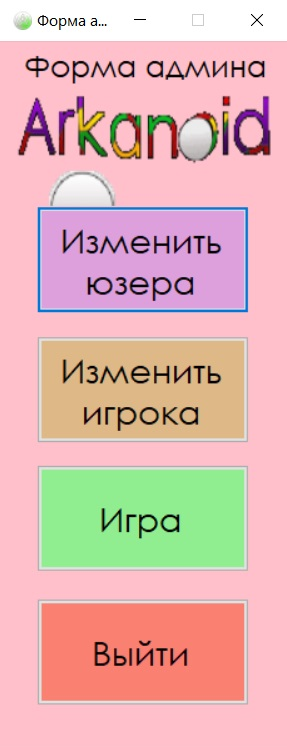 Форма а...
Форма админа
Arkanoid
Изменить
юзера
Изменить
игрока
Игра
Выйти